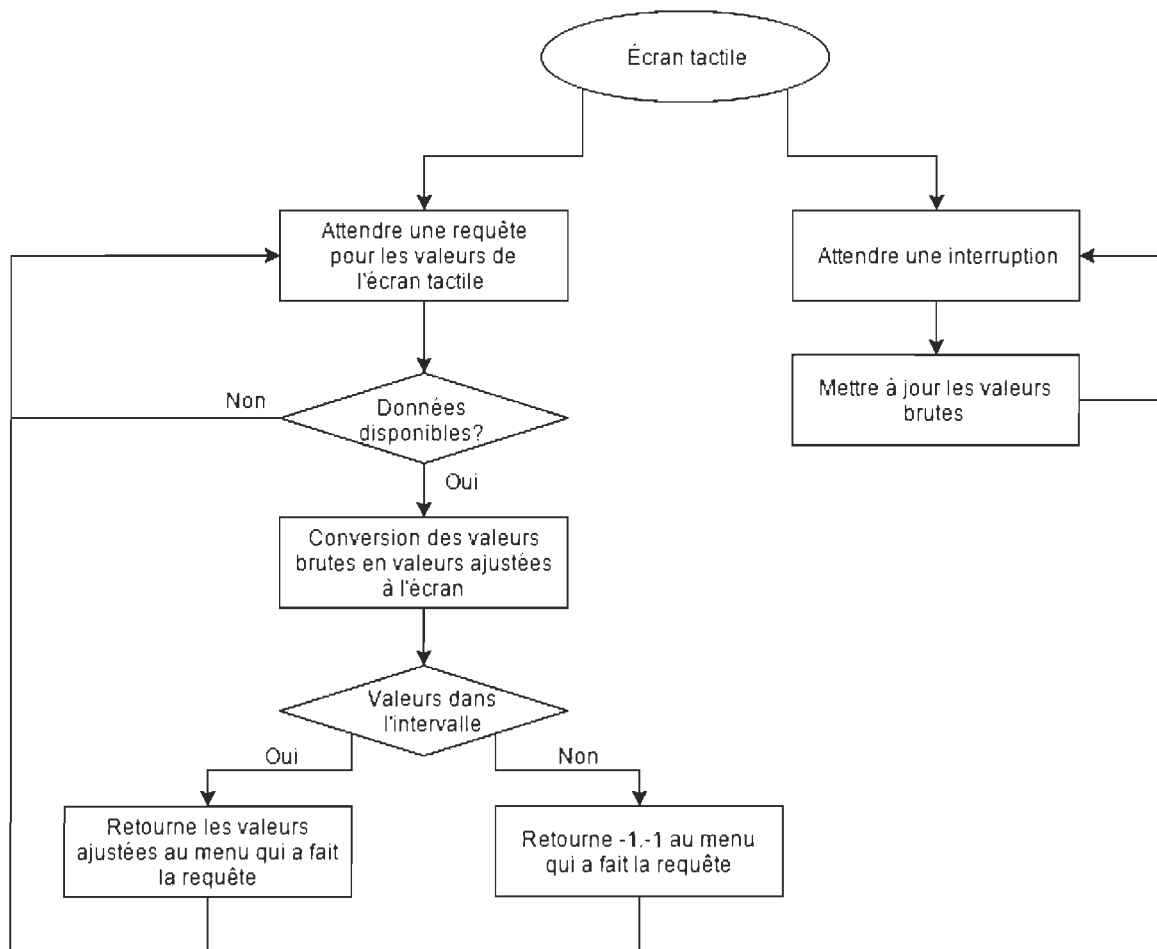 Écran tactile
Attendre une requête
pour les valeurs de
l'écran tactile
Attendre une interruption
Mettre à jour les valeurs
brutes
Non
Données
disponibles?
Oui
Conversion des valeurs
brutes en valeurs ajustées
à l'écran
Valeurs dans
l'intervalle
Oui
Non
Retourne les valeurs
ajustées au menu qui a fait
la requête
Retourne -1.-1 au menu
qui a fait la requête